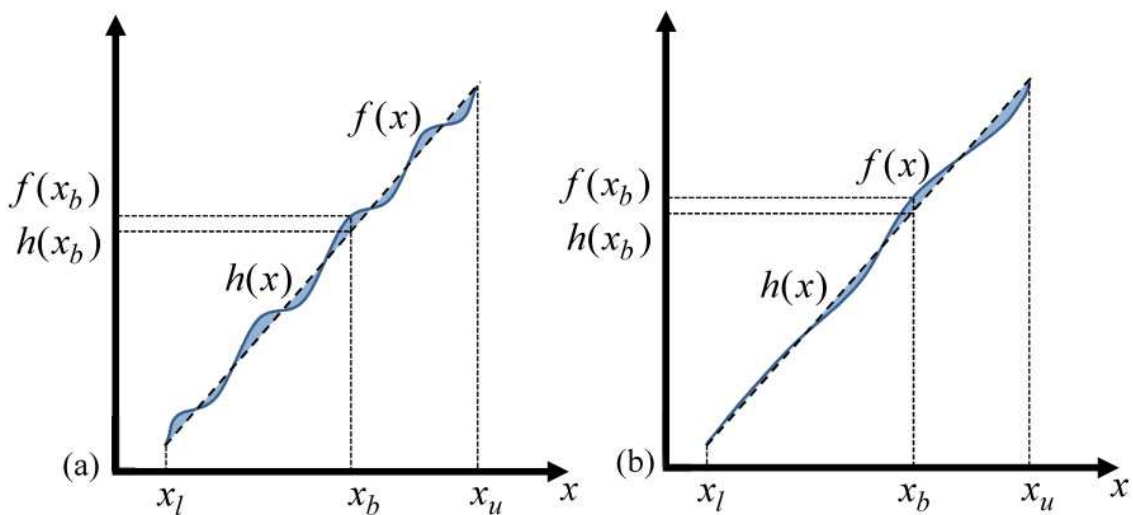 f(x)
f(x_b)
h(x_b)
h(x)
(a)
x_l
x_b
x_u
x
f(x_b)
f(x)
h(x_b)
h(x)
(b)
x_l
x_b
x_u
x